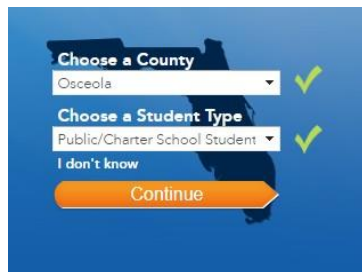 Choose a County
Osceola
Choose a Student Type
Public/Charter School Student
I don't know
Continue